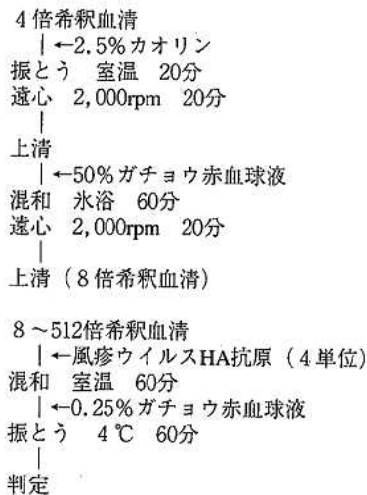 4倍希釈血清
|←2.5%カオリン
振とう 室温 20分
遠心 2,000rpm 20分
|
上清
|←50%ガチョウ赤血球液
混和 氷浴 60分
遠心 2,000rpm 20分
|
上清(8倍希釈血清)
8~512倍希釈血清
|←風疹ウイルスHA抗原(4単位)
混和 室温 60分
|←0.25%ガチョウ赤血球液
振とう 4℃ 60分
|
判定